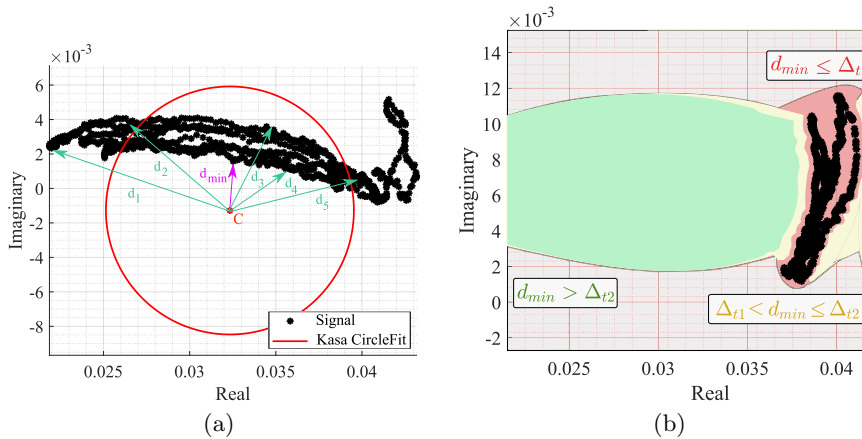 ×10⁻³
6
4
2
0
-2
-4
-6
-8
Imaginary
d₁
d₂
d_min
d₃
d₄
d₅
C
Signal
Kasa CircleFit
0.025
0.03
0.035
0.04
Real
(a)
×10⁻³
14
12
10
8
6
4
2
0
-2
Imaginary
d_min ≤ Δ_t
d_min > Δ_t2
Δ_t1 < d_min ≤ Δ_t2
0.025
0.03
0.035
0.04
Real
(b)